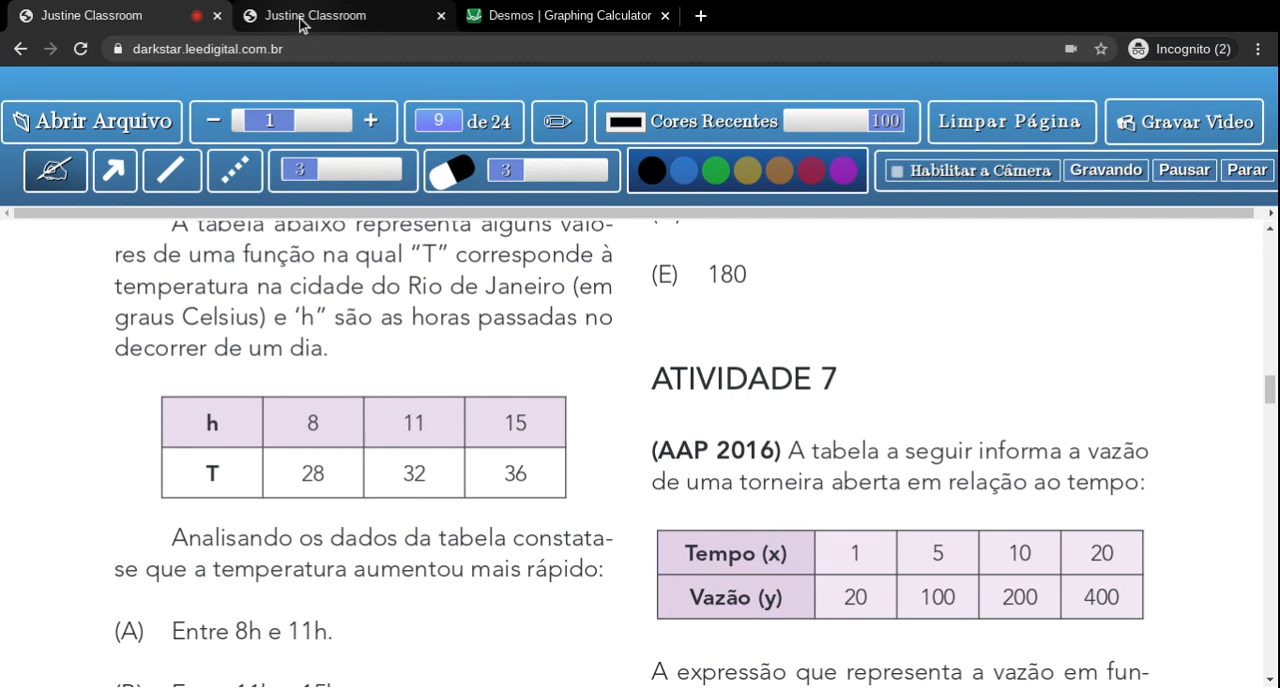 Justine Classroom
Justine Classroom
Desmos | Graphing Calculator
darkstar.leedigital.com.br
Incognito (2)
Abrir Arquivo
− 1 +
9 de 24
Cores Recentes 100
Limpar Página
Gravar Video
3
3
Habilitar a Câmera
Gravando
Pausar
Parar
A tabela abaixo representa alguns valo-
res de uma função na qual “T” corresponde à
temperatura na cidade do Rio de Janeiro (em
graus Celsius) e ‘h” são as horas passadas no
decorrer de um dia.
h 8 11 15
T 28 32 36
Analisando os dados da tabela constata-
se que a temperatura aumentou mais rápido:
(A) Entre 8h e 11h.
(E) 180
ATIVIDADE 7
(AAP 2016) A tabela a seguir informa a vazão
de uma torneira aberta em relação ao tempo:
Tempo (x) 1 5 10 20
Vazão (y) 20 100 200 400
A expressão que representa a vazão em fun-